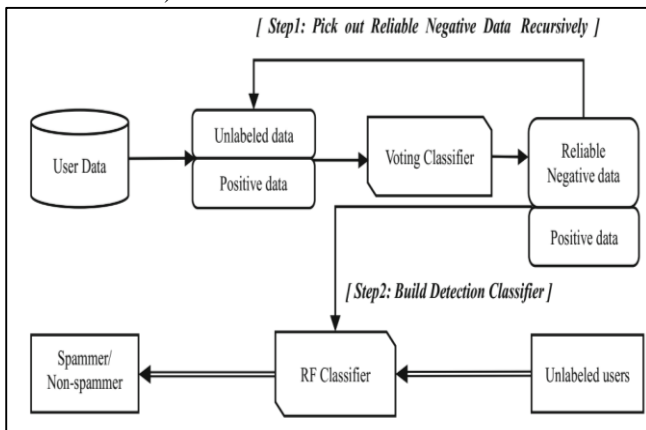 [ Step1: Pick out Reliable Negative Data Recursively ]
Unlabeled data
Positive data
User Data
Voting Classifier
Reliable
Negative data
Positive data
[ Step2: Build Detection Classifier ]
Spammer/
Non-spammer
RF Classifier
Unlabeled users